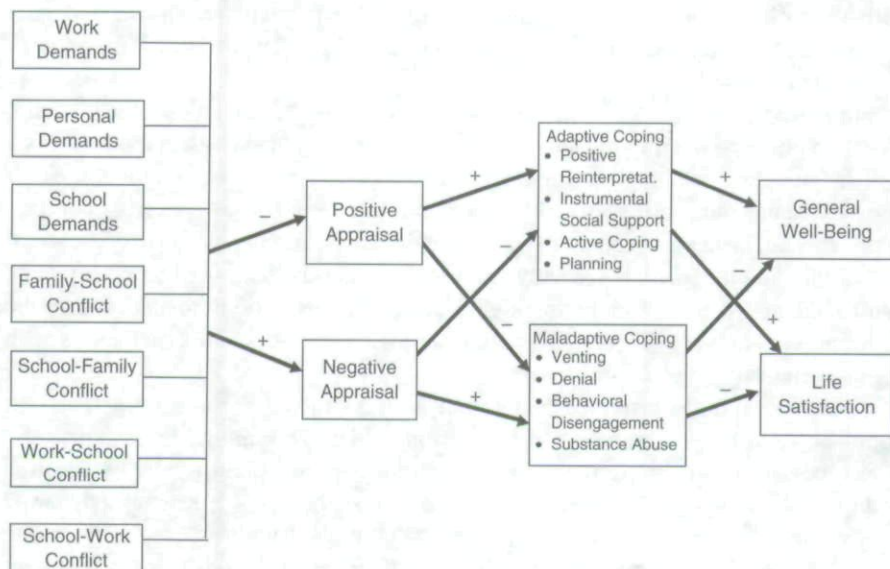 Work
Demands
Personal
Demands
School
Demands
Family-School
Conflict
School-Family
Conflict
Work-School
Conflict
School-Work
Conflict
−
+
Positive
Appraisal
Negative
Appraisal
+
−
−
+
Adaptive Coping
• Positive
Reinterpretat.
• Instrumental
Social Support
• Active Coping
• Planning
Maladaptive Coping
• Venting
• Denial
• Behavioral
Disengagement
• Substance Abuse
+
−
+
−
General
Well-Being
Life
Satisfaction